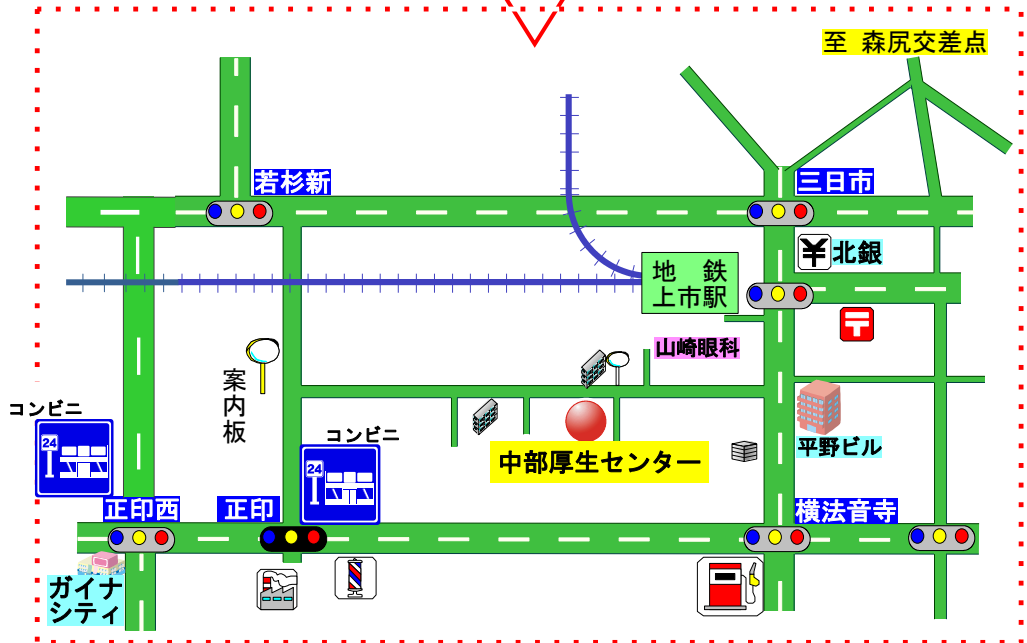 至 森尻交差点
若杉新
三日市
¥
北銀
地 鉄
上市駅
山崎眼科
案内板
コンビニ
24
コンビニ
24
平野ビル
中部厚生センター
正印西
正印
横法音寺
ガイナ
シティ